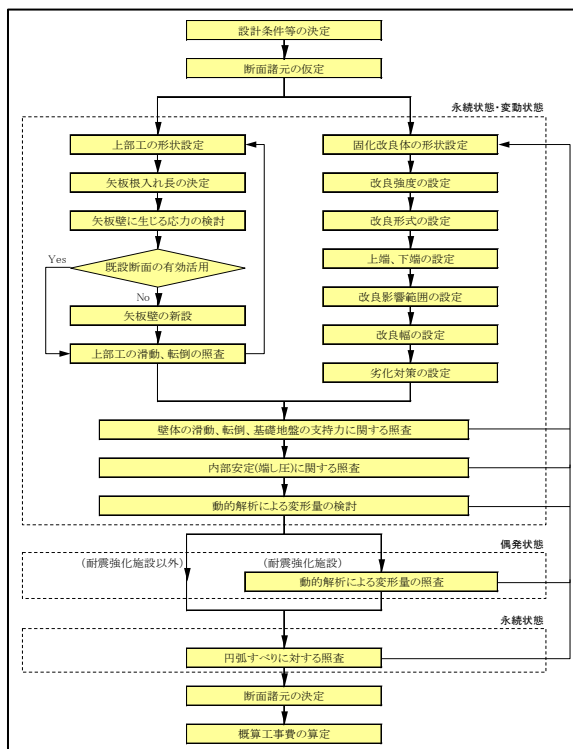 設計条件等の決定
断面諸元の仮定
永続状態・変動状態
上部工の形状設定
矢板根入れ長の決定
矢板壁に生じる応力の検討
Yes
既設断面の有効活用
No
矢板壁の新設
上部工の滑動、転倒の照査
固化改良体の形状設定
改良強度の設定
改良形式の設定
上端、下端の設定
改良影響範囲の設定
改良幅の設定
劣化対策の設定
壁体の滑動、転倒、基礎地盤の支持力に関する照査
内部安定(端し圧)に関する照査
動的解析による変形量の検討
偶発状態
(耐震強化施設以外)
(耐震強化施設)
動的解析による変形量の照査
永続状態
円弧すべりに対する照査
断面諸元の決定
概算工事費の算定